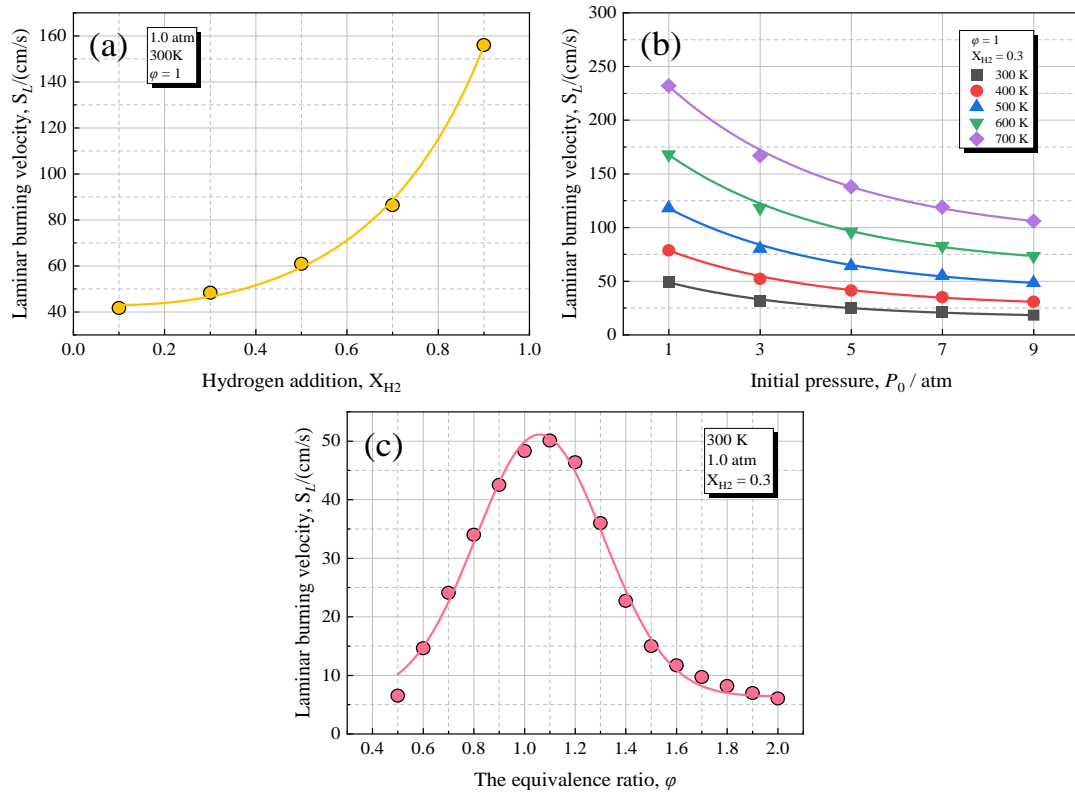 (a)
1.0 atm
300K
φ = 1
160
140
120
100
80
60
40
0.0 0.2 0.4 0.6 0.8 1.0
Laminar burning velocity, S_L/(cm/s)
Hydrogen addition, X_H2
(b)
φ = 1
X_H2 = 0.3
300 K
400 K
500 K
600 K
700 K
300
250
200
150
100
50
0
1 3 5 7 9
Laminar burning velocity, S_L/(cm/s)
Initial pressure, P_0 / atm
(c)
300 K
1.0 atm
X_H2 = 0.3
50
40
30
20
10
0
0.4 0.6 0.8 1.0 1.2 1.4 1.6 1.8 2.0
Laminar burning velocity, S_L/(cm/s)
The equivalence ratio, φ